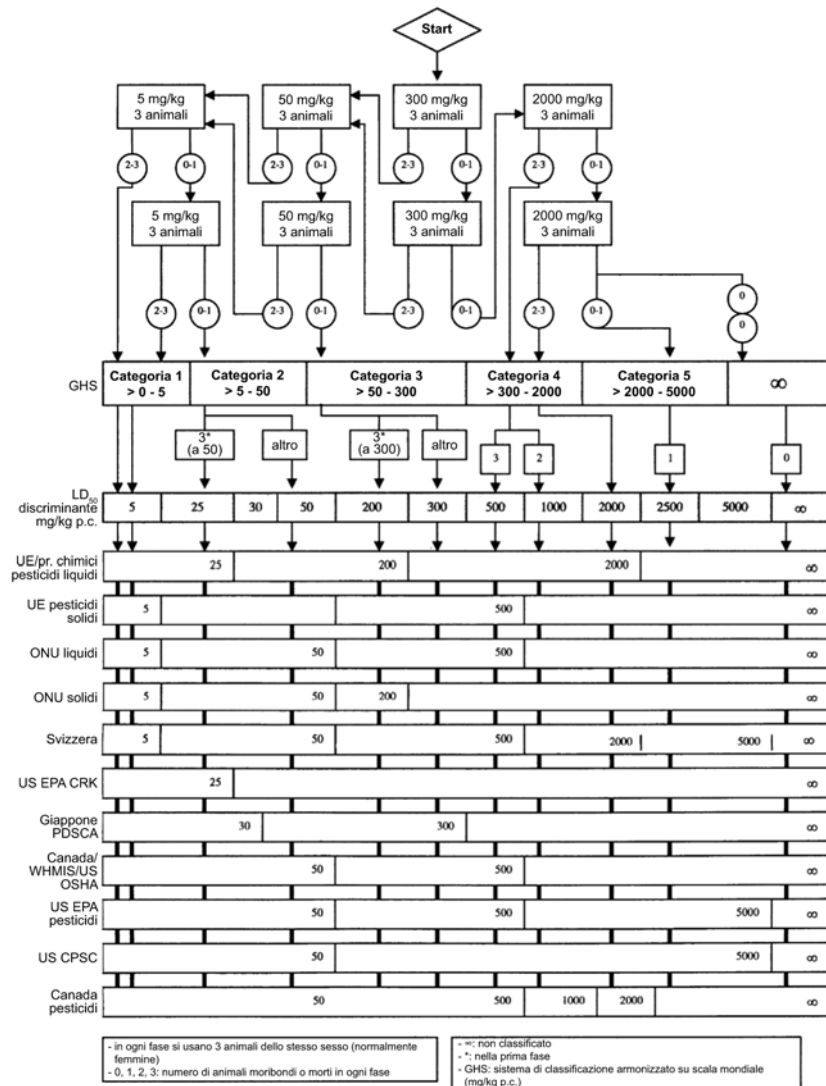 Start
5 mg/kg
3 animali
50 mg/kg
3 animali
300 mg/kg
3 animali
2000 mg/kg
3 animali
2-3
0-1
2-3
0-1
2-3
0-1
2-3
0-1
5 mg/kg
3 animali
50 mg/kg
3 animali
300 mg/kg
3 animali
2000 mg/kg
3 animali
0
2-3
0-1
2-3
0-1
2-3
0-1
2-3
0-1
0
GHS
Categoria 1
> 0 - 5
Categoria 2
> 5 - 50
Categoria 3
> 50 - 300
Categoria 4
> 300 - 2000
Categoria 5
> 2000 - 5000
∞
3*
(a 50)
altro
3*
(a 300)
altro
3
2
1
0
LD50
discriminante
mg/kg p.c.
5
25
30
50
200
300
500
1000
2000
2500
5000
∞
UE/pr. chimici
pesticidi liquidi
25
200
2000
∞
UE pesticidi
solidi
5
500
∞
ONU liquidi
5
50
500
∞
ONU solidi
5
50
200
∞
Svizzera
5
50
500
2000
5000
∞
US EPA CRK
25
∞
Giappone
PDSCA
30
300
∞
Canada/
WHMIS/US
OSHA
50
500
∞
US EPA
pesticidi
50
500
5000
∞
US CPSC
50
5000
∞
Canada
pesticidi
50
500
1000
2000
∞
- in ogni fase si usano 3 animali dello stesso sesso (normalmente
femmine)
- 0, 1, 2, 3: numero di animali moribondi o morti in ogni fase
- ∞: non classificato
- *: nella prima fase
- GHS: sistema di classificazione armonizzato su scala mondiale
(mg/kg p.c.)